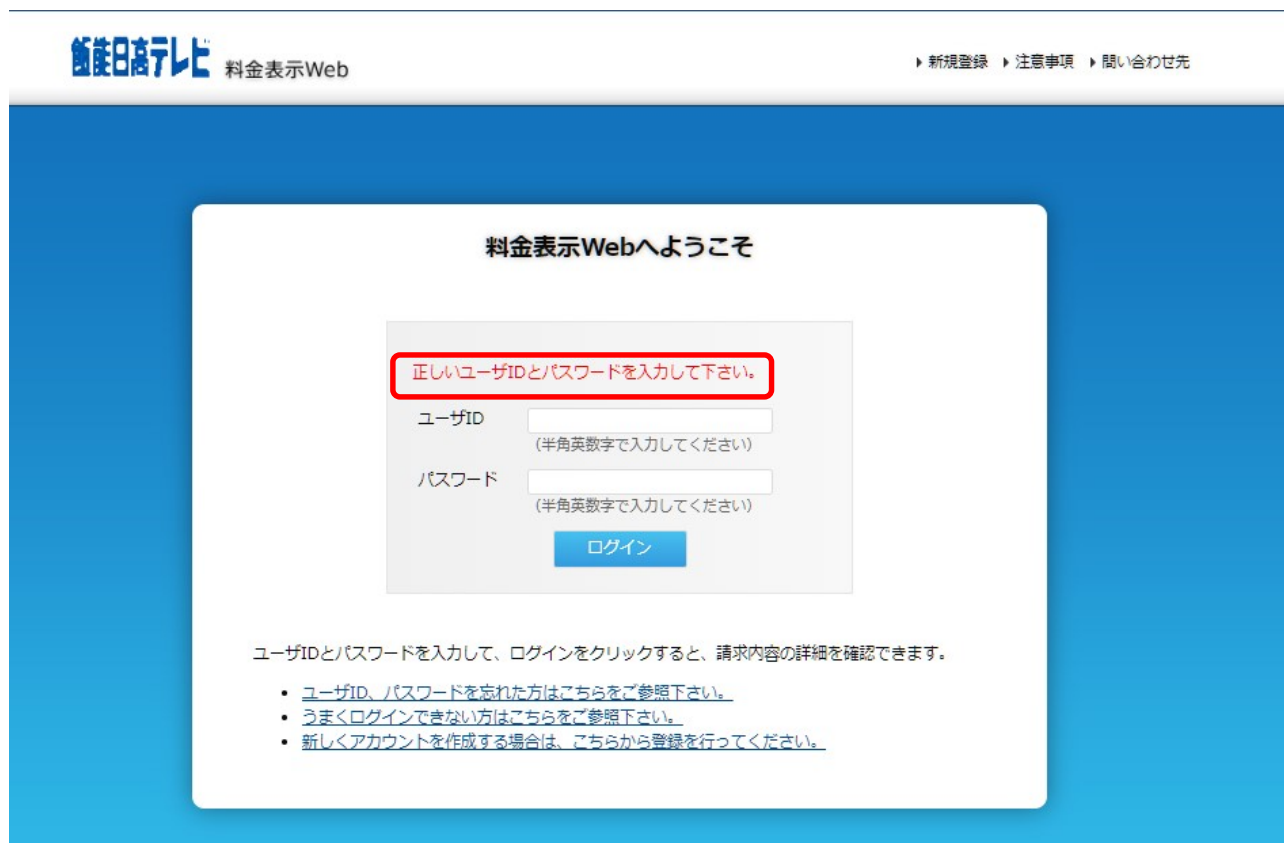 飯能日高テレビ 料金表示Web
新規登録 注意事項 問い合わせ先
料金表示Webへようこそ
正しいユーザIDとパスワードを入力して下さい。
ユーザID
(半角英数字で入力してください)
パスワード
(半角英数字で入力してください)
ログイン
ユーザIDとパスワードを入力して、ログインをクリックすると、請求内容の詳細を確認できます。
ユーザID、パスワードを忘れた方はこちらをご参照下さい。
うまくログインできない方はこちらをご参照下さい。
新しくアカウントを作成する場合は、こちらから登録を行ってください。